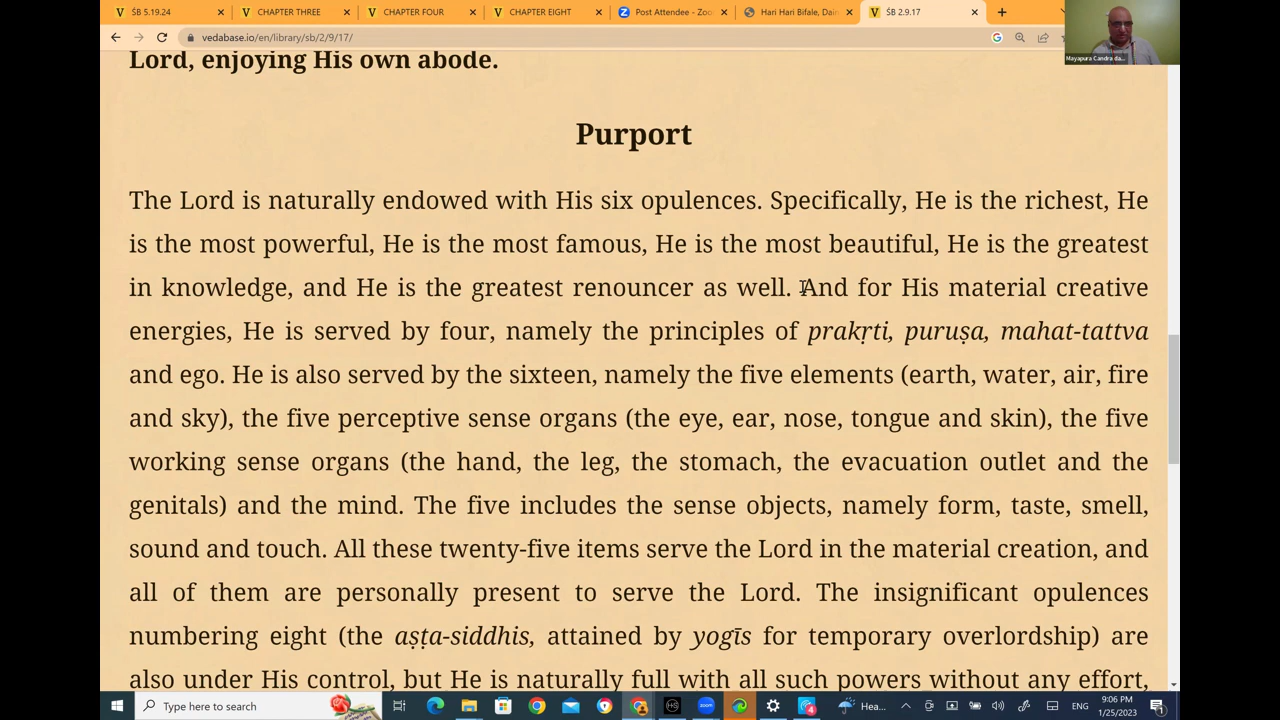 ŚB 5.19.24
CHAPTER THREE
CHAPTER FOUR
CHAPTER EIGHT
Post Attendee - Zoo
Hari Hari Bifale, Dain
ŚB 2.9.17
vedabase.io/en/library/sb/2/9/17/
Mayapura Candra da...
Lord, enjoying His own abode.
Purport
The Lord is naturally endowed with His six opulences. Specifically, He is the richest, He
is the most powerful, He is the most famous, He is the most beautiful, He is the greatest
in knowledge, and He is the greatest renouncer as well. And for His material creative
energies, He is served by four, namely the principles of prakṛti, puruṣa, mahat-tattva
and ego. He is also served by the sixteen, namely the five elements (earth, water, air, fire
and sky), the five perceptive sense organs (the eye, ear, nose, tongue and skin), the five
working sense organs (the hand, the leg, the stomach, the evacuation outlet and the
genitals) and the mind. The five includes the sense objects, namely form, taste, smell,
sound and touch. All these twenty-five items serve the Lord in the material creation, and
all of them are personally present to serve the Lord. The insignificant opulences
numbering eight (the aṣṭa-siddhis, attained by yogīs for temporary overlordship) are
also under His control, but He is naturally full with all such powers without any effort,
Type here to search
zoom
Hea...
ENG
9:06 PM
1/25/2023